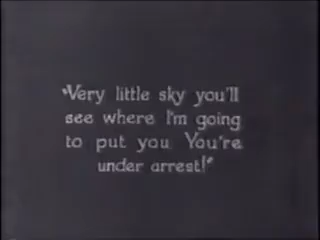 "Very little sky you'll
see where I'm going
to put you You're
under arrest!"